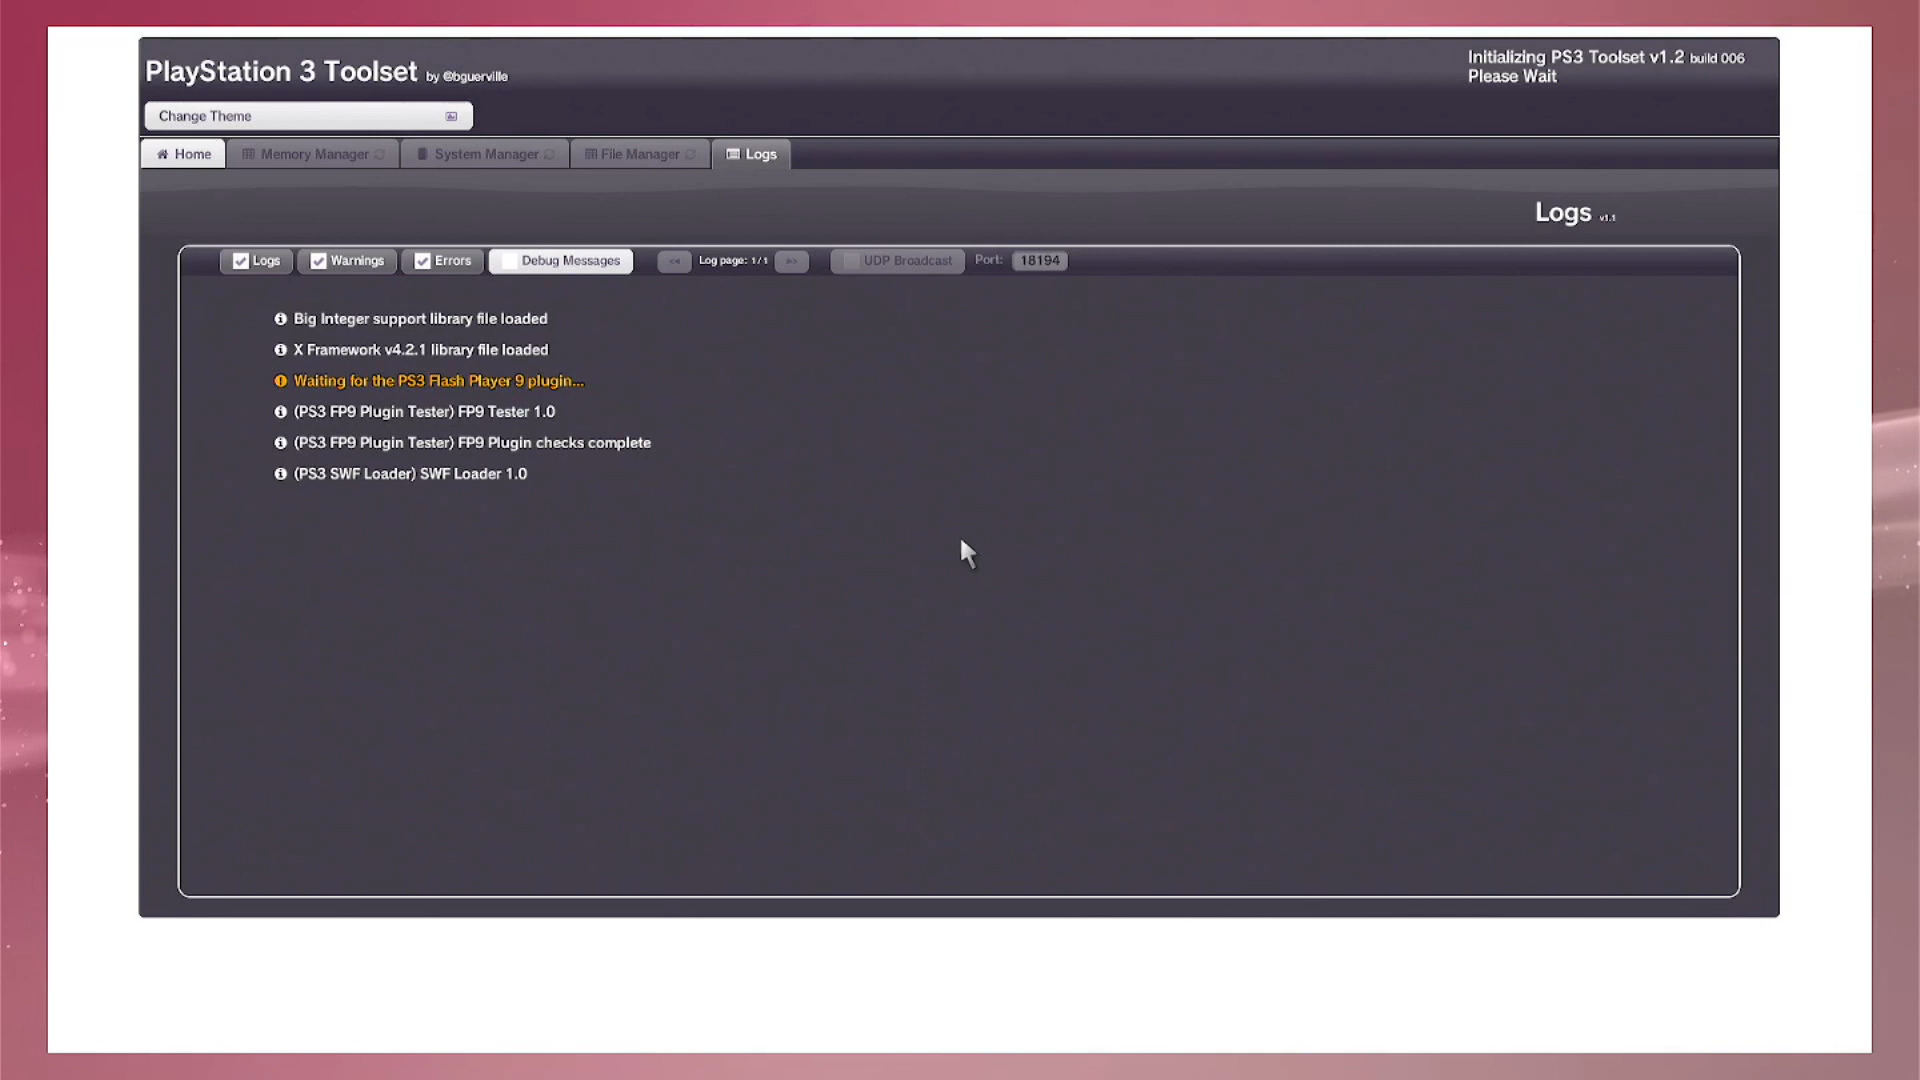 PlayStation 3 Toolset by @bguerville
Initializing PS3 Toolset v1.2 build 006
Please Wait
Change Theme
Home Memory Manager System Manager File Manager Logs
Logs v1.1
Logs Warnings Errors Debug Messages << Log page: 1/1 >> UDP Broadcast Port: 18194
Big Integer support library file loaded
X Framework v4.2.1 library file loaded
Waiting for the PS3 Flash Player 9 plugin...
(PS3 FP9 Plugin Tester) FP9 Tester 1.0
(PS3 FP9 Plugin Tester) FP9 Plugin checks complete
(PS3 SWF Loader) SWF Loader 1.0